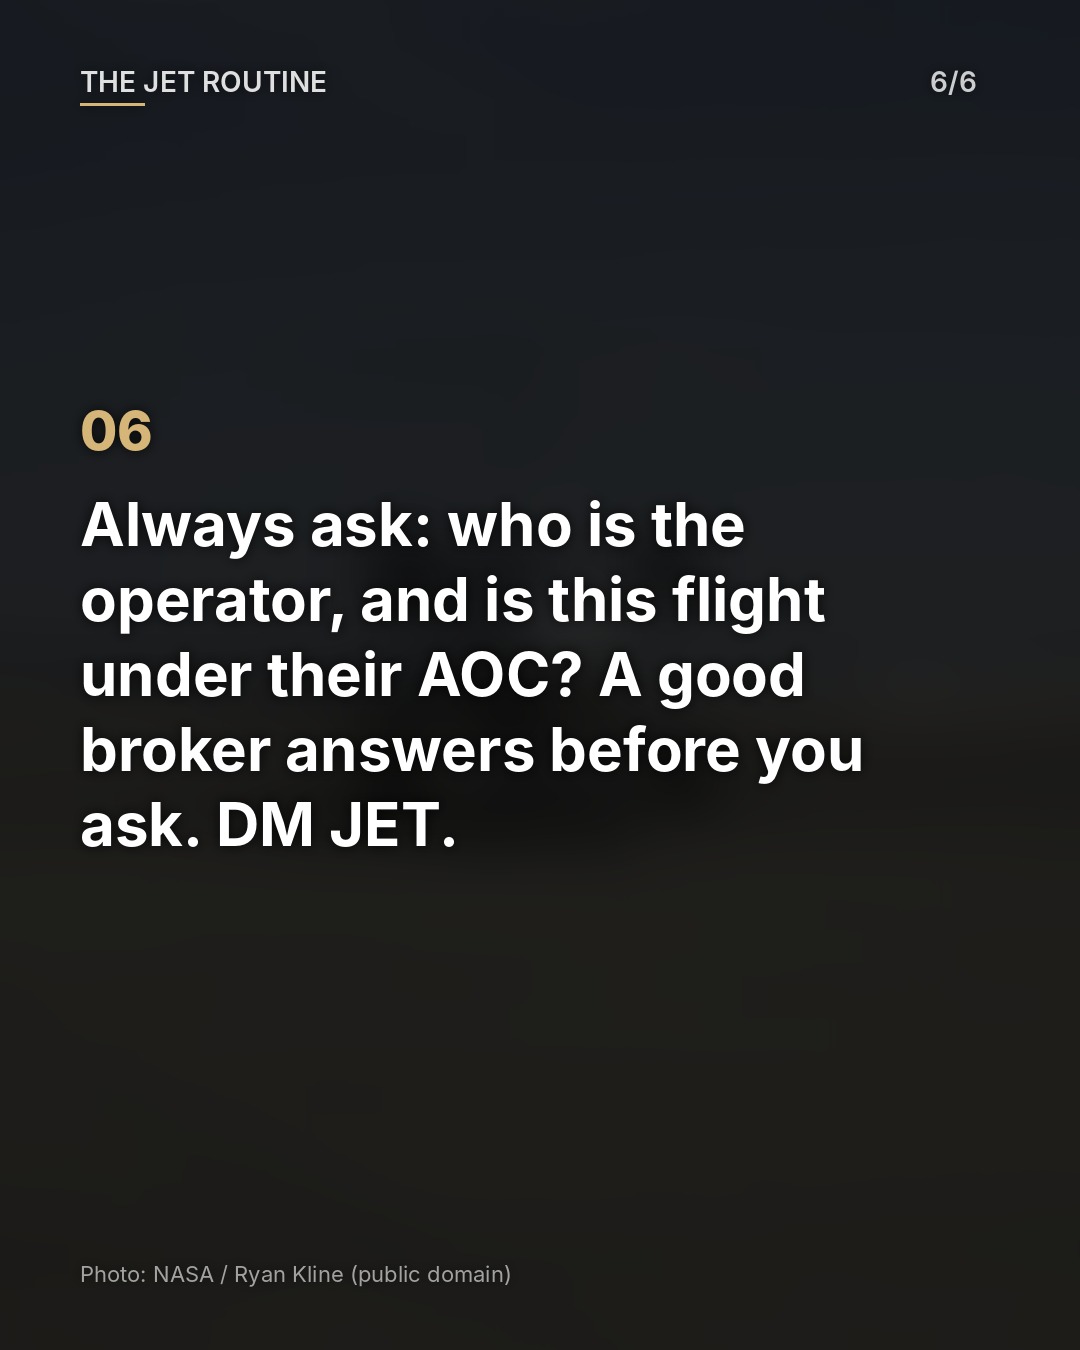 THE JET ROUTINE
6/6
06
Always ask: who is the
operator, and is this flight
under their AOC? A good
broker answers before you
ask. DM JET.
Photo: NASA / Ryan Kline (public domain)